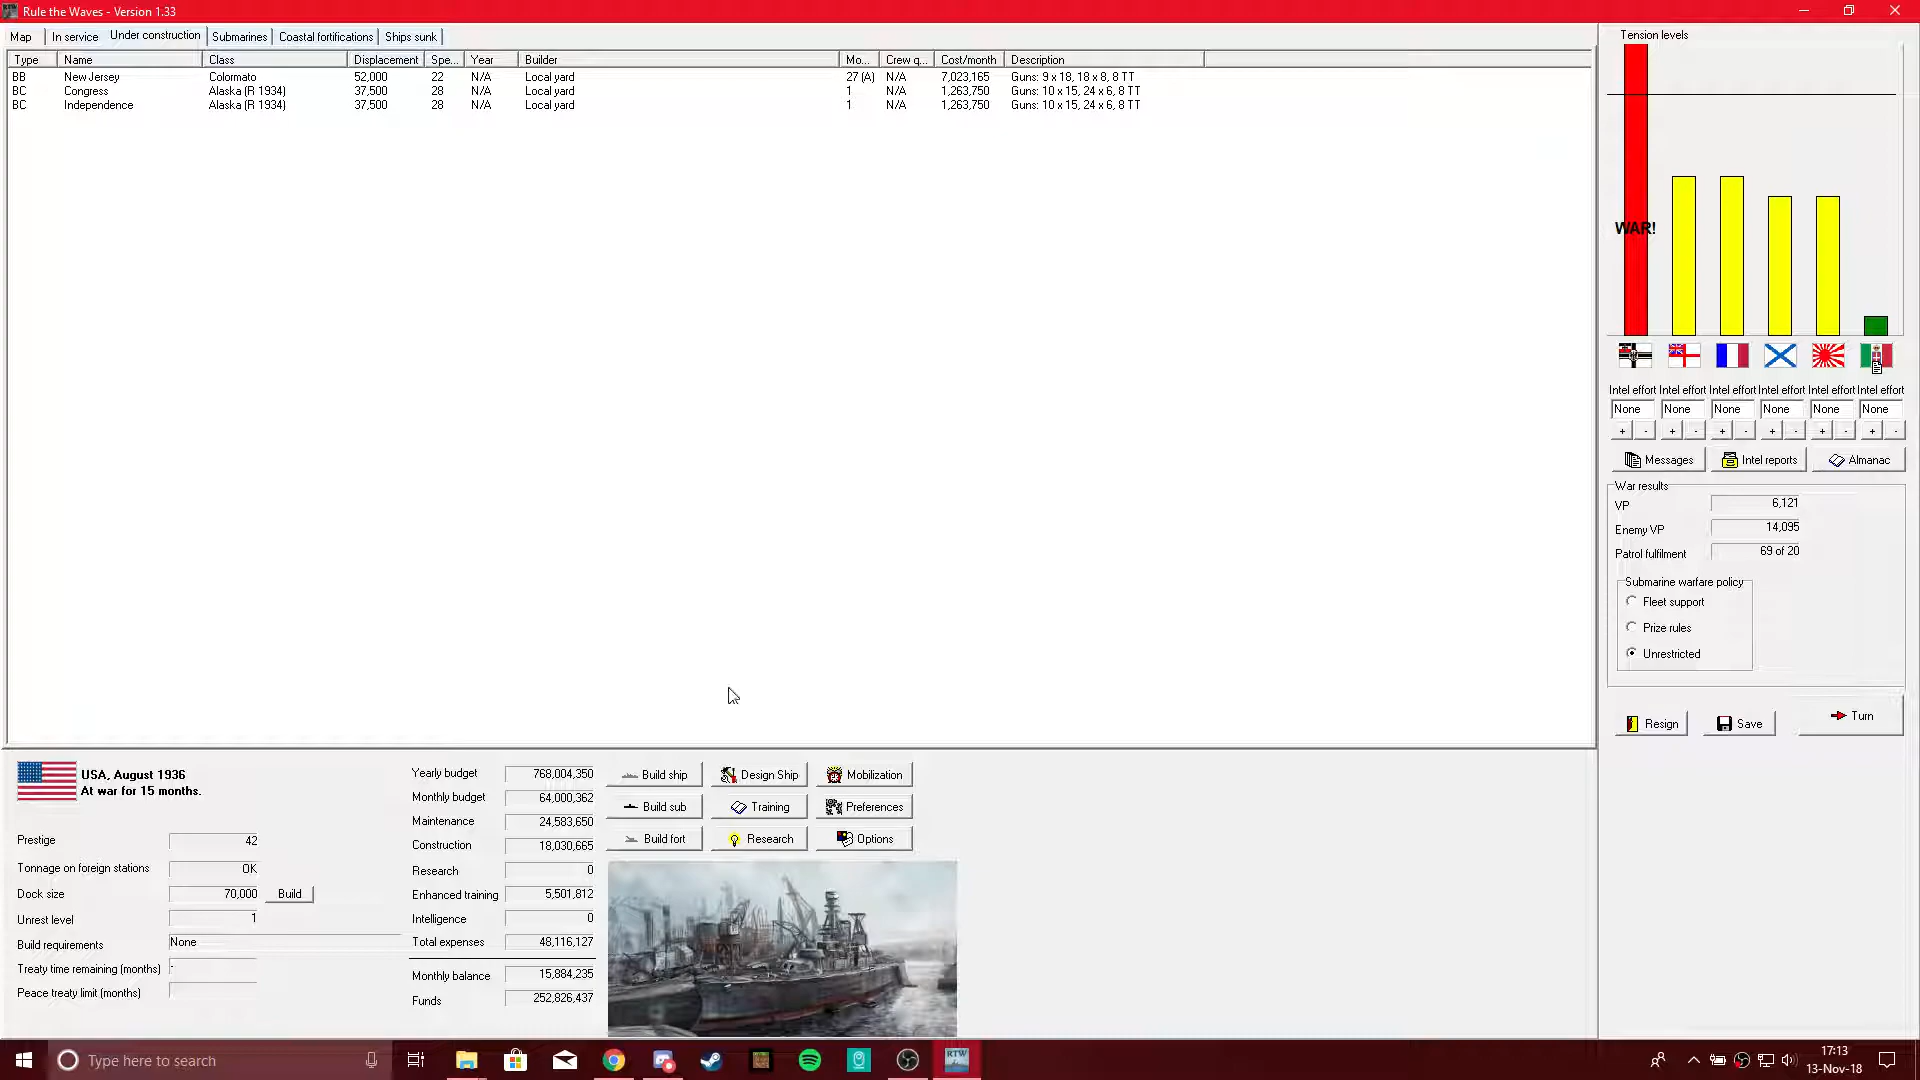 Rule the Waves - Version 1.33
Map In service Under construction Submarines Coastal fortifications Ships sunk
Type Name Class Displacement Spe... Year Builder Mo... Crew q... Cost/month Description
BB New Jersey Colormato 52,000 22 N/A Local yard 27 (A) N/A 7,023,165 Guns: 9 x 18, 18 x 8, 8 TT
BC Congress Alaska (R 1934) 37,500 28 N/A Local yard 1 N/A 1,263,750 Guns: 10 x 15, 24 x 6, 8 TT
BC Independence Alaska (R 1934) 37,500 28 N/A Local yard 1 N/A 1,263,750 Guns: 10 x 15, 24 x 6, 8 TT
Tension levels
WAR!
Intel effort Intel effort Intel effort Intel effort Intel effort Intel effort
None None None None None None
+ - + - + - + - + - + -
Messages Intel reports Almanac
War results
VP 6,121
Enemy VP 14,095
Patrol fulfilment 69 of 20
Submarine warfare policy
Fleet support
Prize rules
Unrestricted
Resign Save Turn
USA, August 1936
At war for 15 months.
Prestige 42
Tonnage on foreign stations OK
Dock size 70,000 Build
Unrest level 1
Build requirements None
Treaty time remaining (months) -
Peace treaty limit (months)
Yearly budget 768,004,350
Monthly budget 64,000,362
Maintenance 24,583,650
Construction 18,030,665
Research 0
Enhanced training 5,501,812
Intelligence 0
Total expenses 48,116,127
Monthly balance 15,884,235
Funds 252,826,437
Build ship Design Ship Mobilization
Build sub Training Preferences
Build fort Research Options
Type here to search
RTW
17:13
13-Nov-18